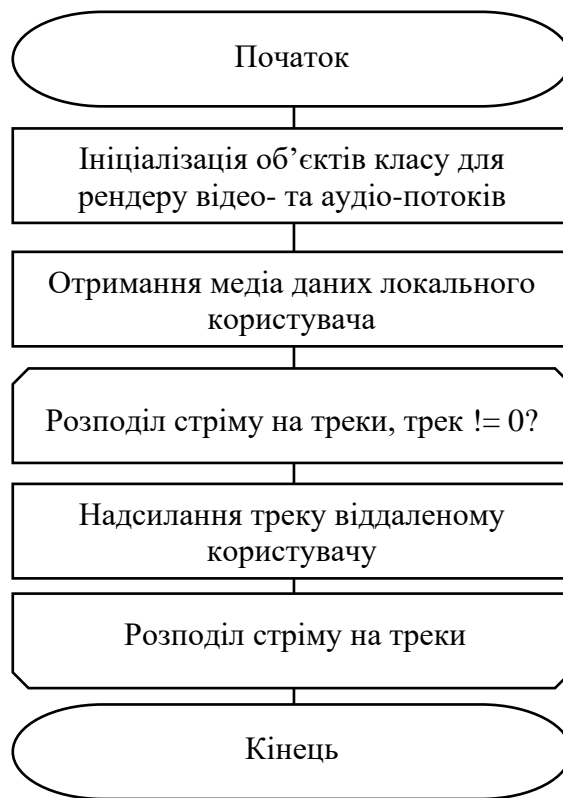 Початок
Ініціалізація об’єктів класу для
рендеру відео- та аудіо-потоків
Отримання медіа даних локального
користувача
Розподіл стріму на треки, трек != 0?
Надсилання треку віддаленому
користувачу
Розподіл стріму на треки
Кінець